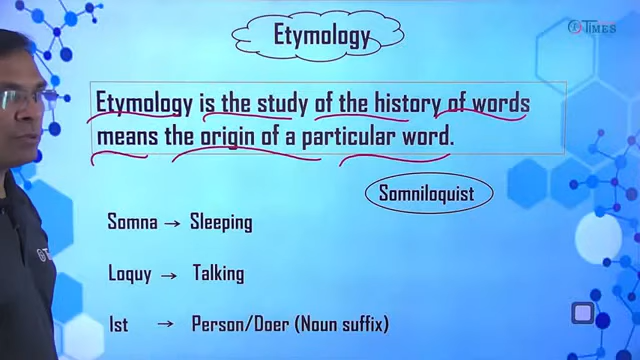 Etymology
TIMES
Etymology is the study of the history of words
means the origin of a particular word.
Somniloquist
Somna → Sleeping
Loquy → Talking
Ist → Person/Doer (Noun suffix)